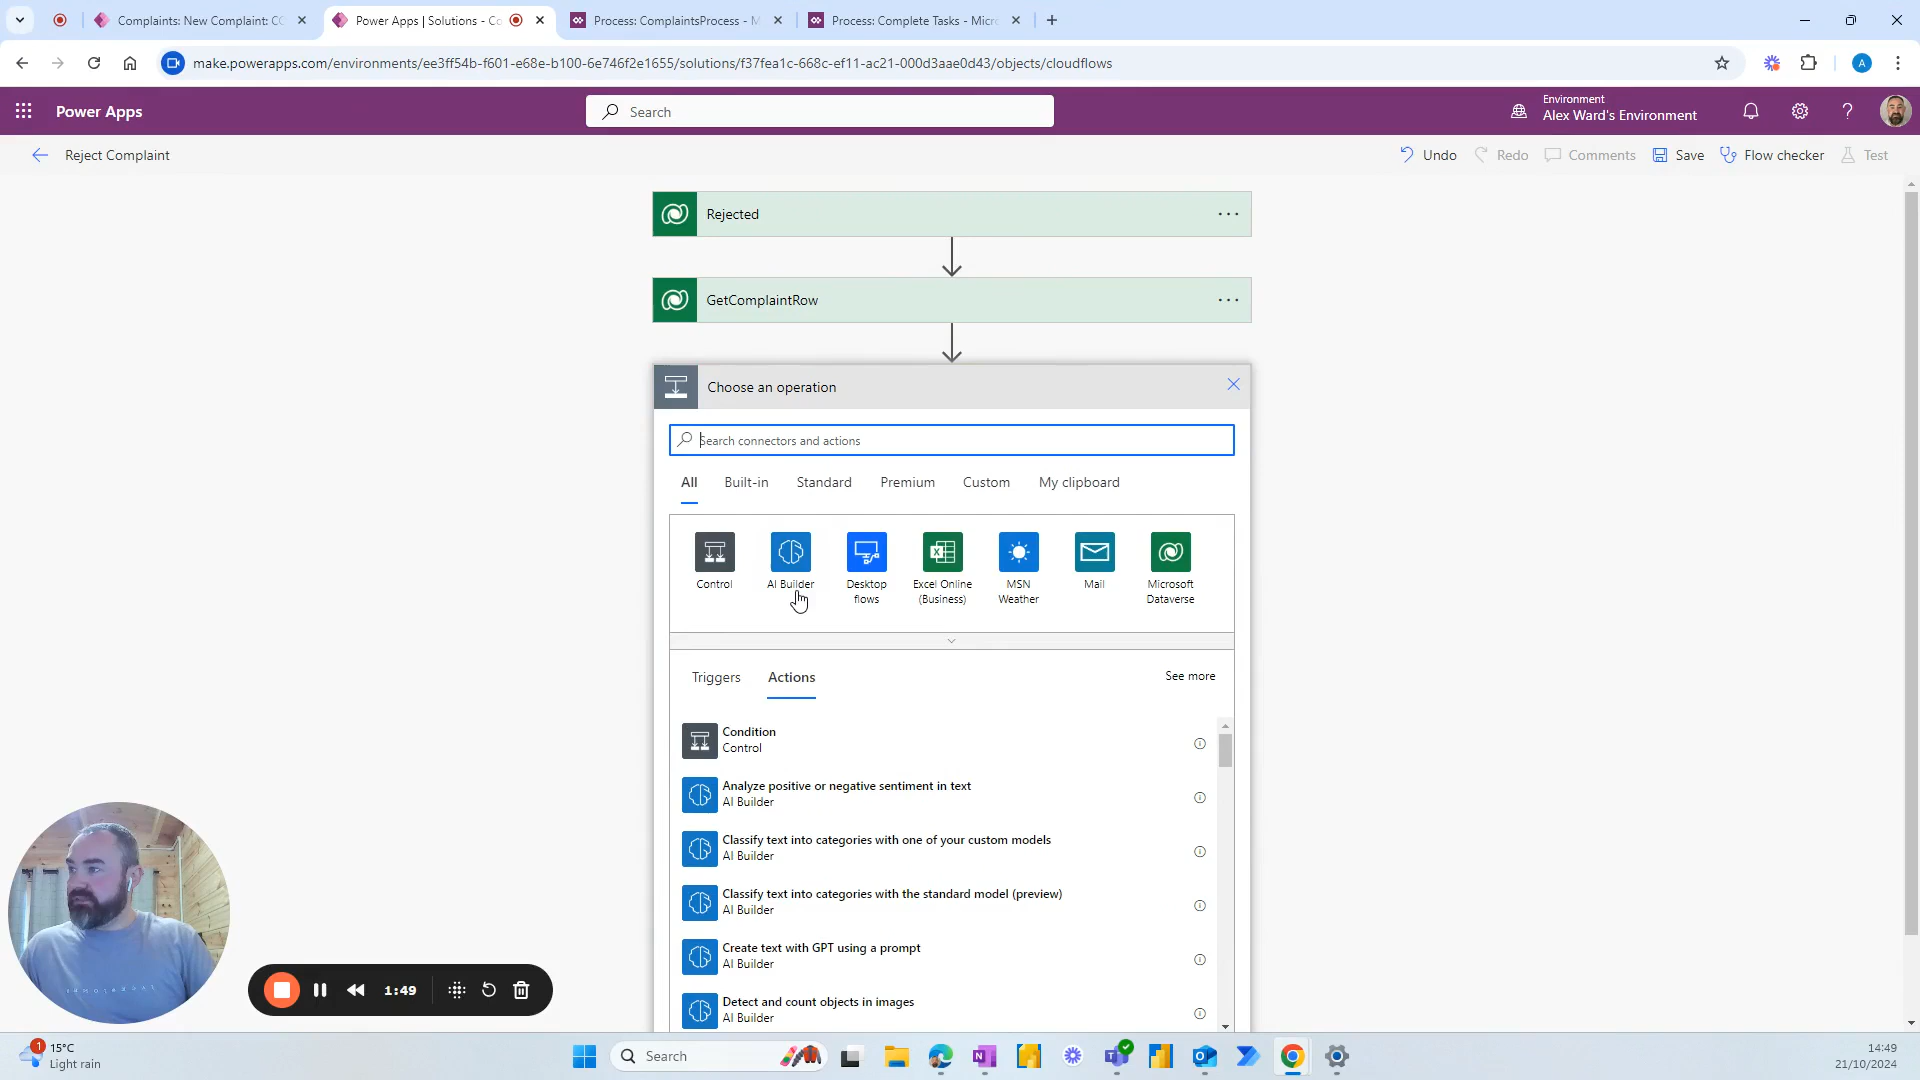 Complaints: New Complaint: CC
Power Apps | Solutions - Co
Process: ComplaintsProcess - M
Process: Complete Tasks - Micr
make.powerapps.com/environments/ee3ff54b-f601-e68e-b100-6e746f2e1655/solutions/f37fea1c-668c-ef11-ac21-000d3aae0d43/objects/cloudflows
A
Power Apps
Search
Environment
Alex Ward's Environment
Reject Complaint
Undo
Redo
Comments
Save
Flow checker
Test
Rejected
GetComplaintRow
Choose an operation
Search connectors and actions
All
Built-in
Standard
Premium
Custom
My clipboard
Control
AI Builder
Desktop flows
Excel Online (Business)
MSN Weather
Mail
Microsoft Dataverse
Triggers
Actions
See more
Condition
Control
Analyze positive or negative sentiment in text
AI Builder
Classify text into categories with one of your custom models
AI Builder
Classify text into categories with the standard model (preview)
AI Builder
Create text with GPT using a prompt
AI Builder
Detect and count objects in images
AI Builder
1:49
1
15°C
Light rain
Search
14:49
21/10/2024